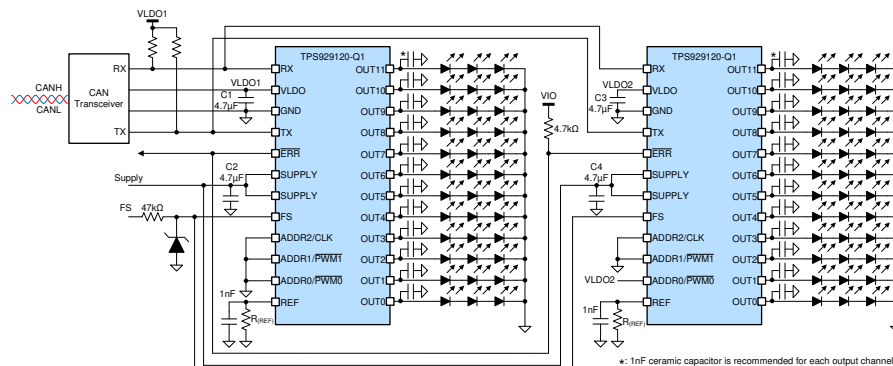 VLDO1
TPS929120-Q1
RX
CANH
CANL
CAN
Transceiver
TX
RX
VLDO
GND
TX
ERR
SUPPLY
SUPPLY
FS
ADDR2/CLK
ADDR1/PWM1
ADDR0/PWM0
REF
OUT11
OUT10
OUT9
OUT8
OUT7
OUT6
OUT5
OUT4
OUT3
OUT2
OUT1
OUT0
*
VLDO1
C1
4.7µF
C2
4.7µF
Supply
FS
47kΩ
1nF
R(REF)
VIO
4.7kΩ
TPS929120-Q1
VLDO2
C3
4.7µF
C4
4.7µF
VLDO2
1nF
R(REF)
RX
VLDO
GND
TX
ERR
SUPPLY
SUPPLY
FS
ADDR2/CLK
ADDR1/PWM1
ADDR0/PWM0
REF
OUT11
OUT10
OUT9
OUT8
OUT7
OUT6
OUT5
OUT4
OUT3
OUT2
OUT1
OUT0
*
*: 1nF ceramic capacitor is recommended for each output channel